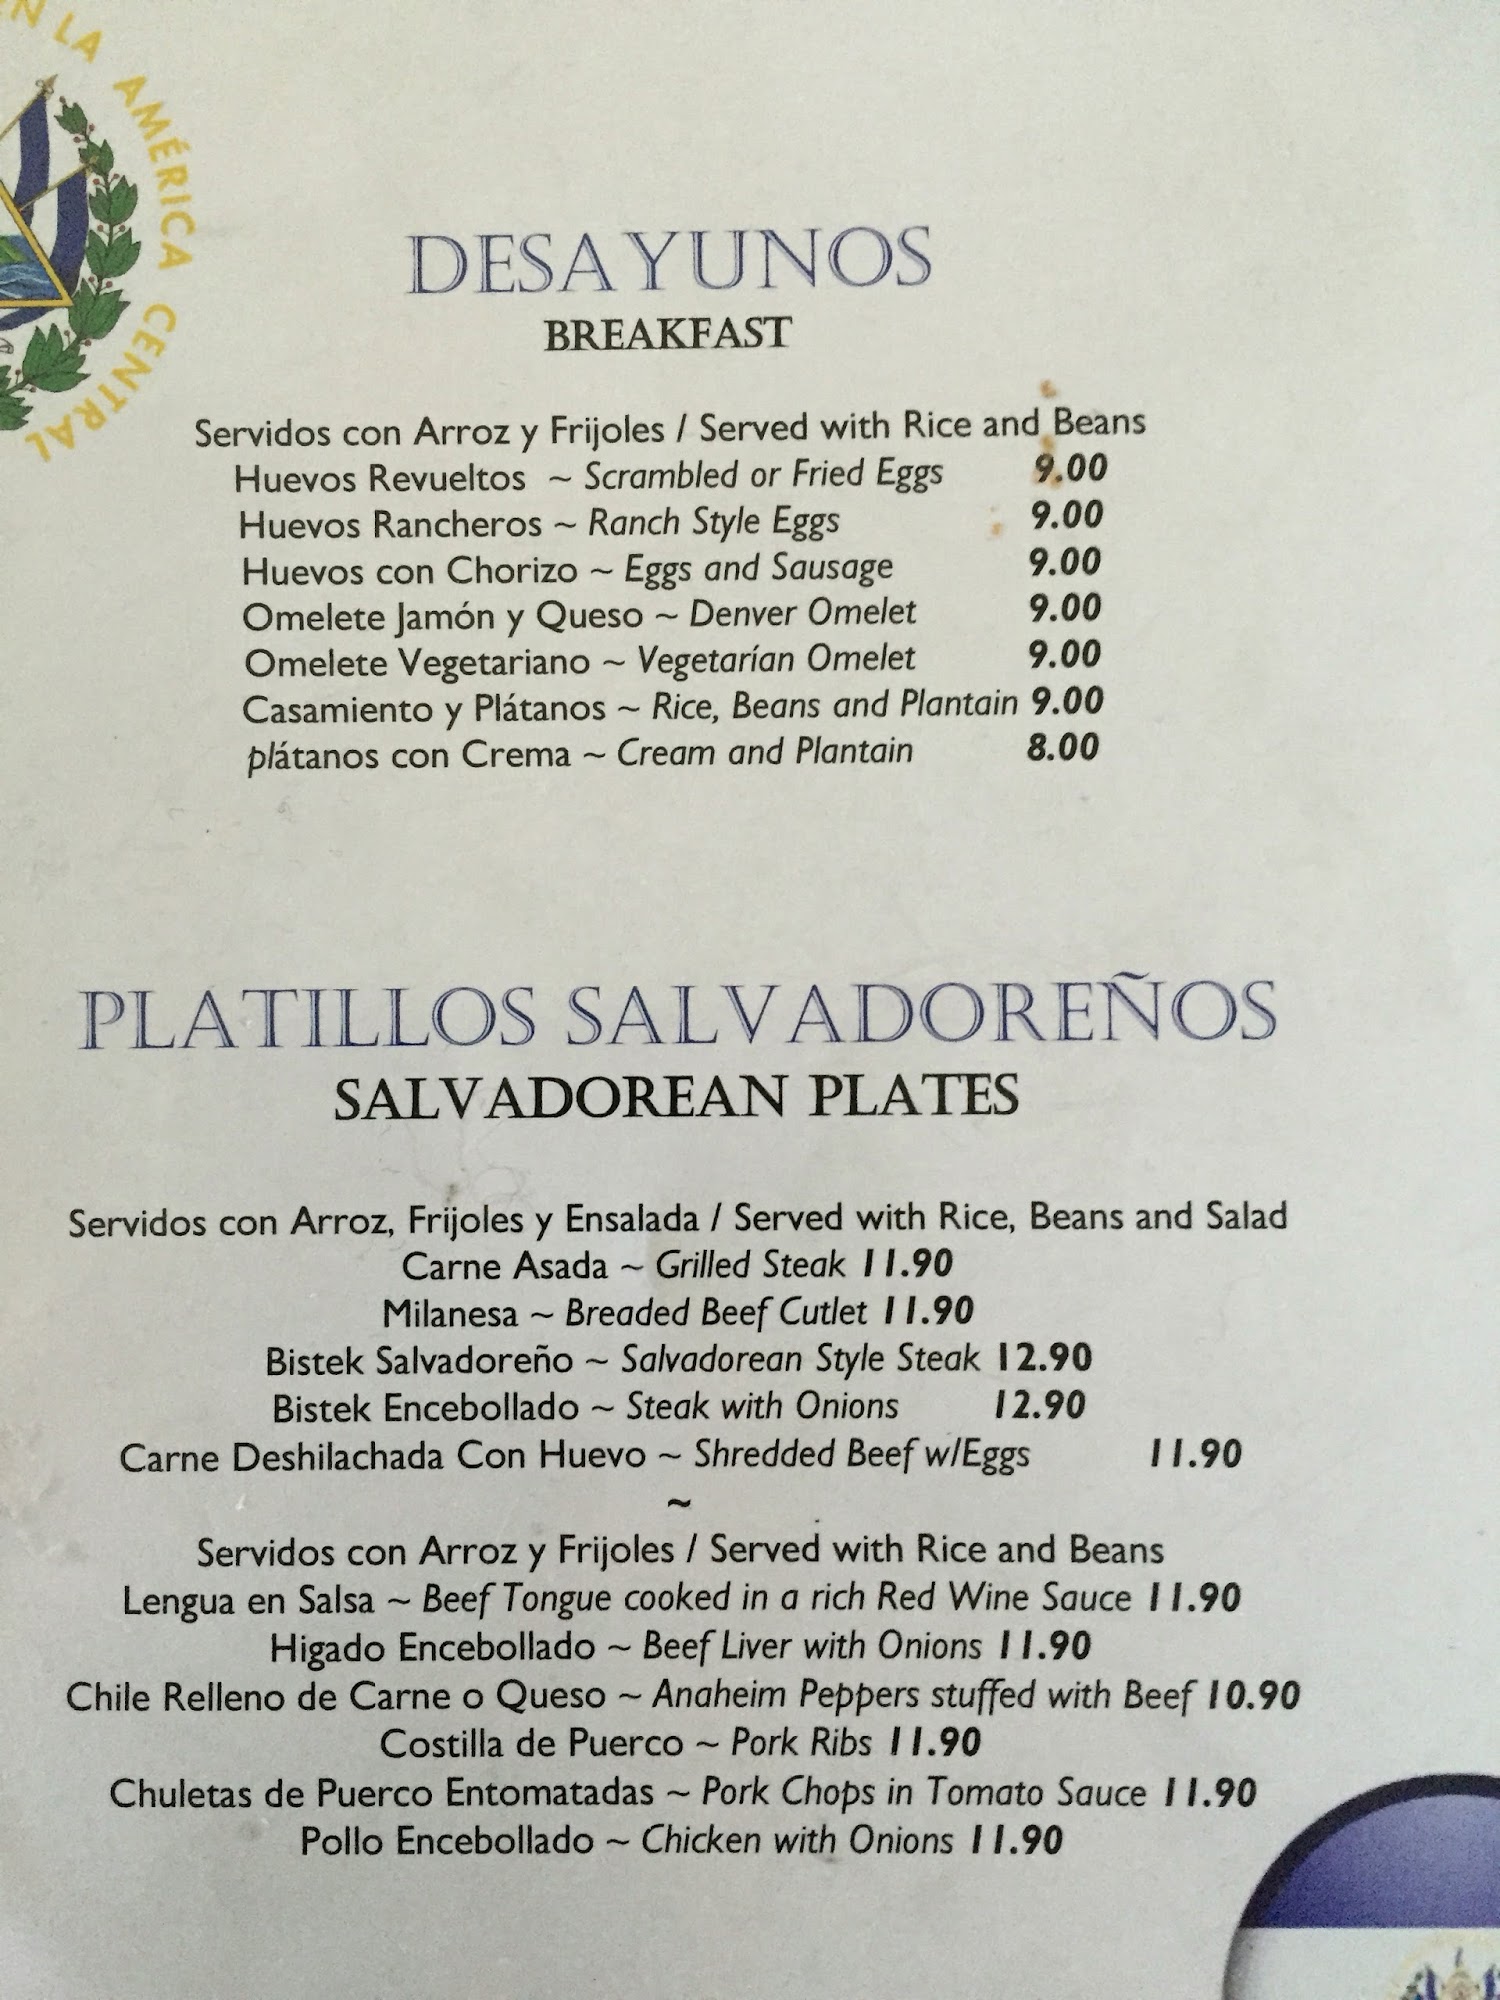 EN LA AMÉRICA CENTRAL
DESAYUNOS
BREAKFAST
Servidos con Arroz y Frijoles / Served with Rice and Beans
Huevos Revueltos ~ Scrambled or Fried Eggs 9.00
Huevos Rancheros ~ Ranch Style Eggs 9.00
Huevos con Chorizo ~ Eggs and Sausage 9.00
Omelete Jamón y Queso ~ Denver Omelet 9.00
Omelete Vegetariano ~ Vegetarían Omelet 9.00
Casamiento y Plátanos ~ Rice, Beans and Plantain 9.00
plátanos con Crema ~ Cream and Plantain 8.00
PLATILLOS SALVADOREÑOS
SALVADOREAN PLATES
Servidos con Arroz, Frijoles y Ensalada / Served with Rice, Beans and Salad
Carne Asada ~ Grilled Steak 11.90
Milanesa ~ Breaded Beef Cutlet 11.90
Bistek Salvadoreño ~ Salvadorean Style Steak 12.90
Bistek Encebollado ~ Steak with Onions 12.90
Carne Deshilachada Con Huevo ~ Shredded Beef w/Eggs 11.90
~
Servidos con Arroz y Frijoles / Served with Rice and Beans
Lengua en Salsa ~ Beef Tongue cooked in a rich Red Wine Sauce 11.90
Higado Encebollado ~ Beef Liver with Onions 11.90
Chile Relleno de Carne o Queso ~ Anaheim Peppers stuffed with Beef 10.90
Costilla de Puerco ~ Pork Ribs 11.90
Chuletas de Puerco Entomatadas ~ Pork Chops in Tomato Sauce 11.90
Pollo Encebollado ~ Chicken with Onions 11.90